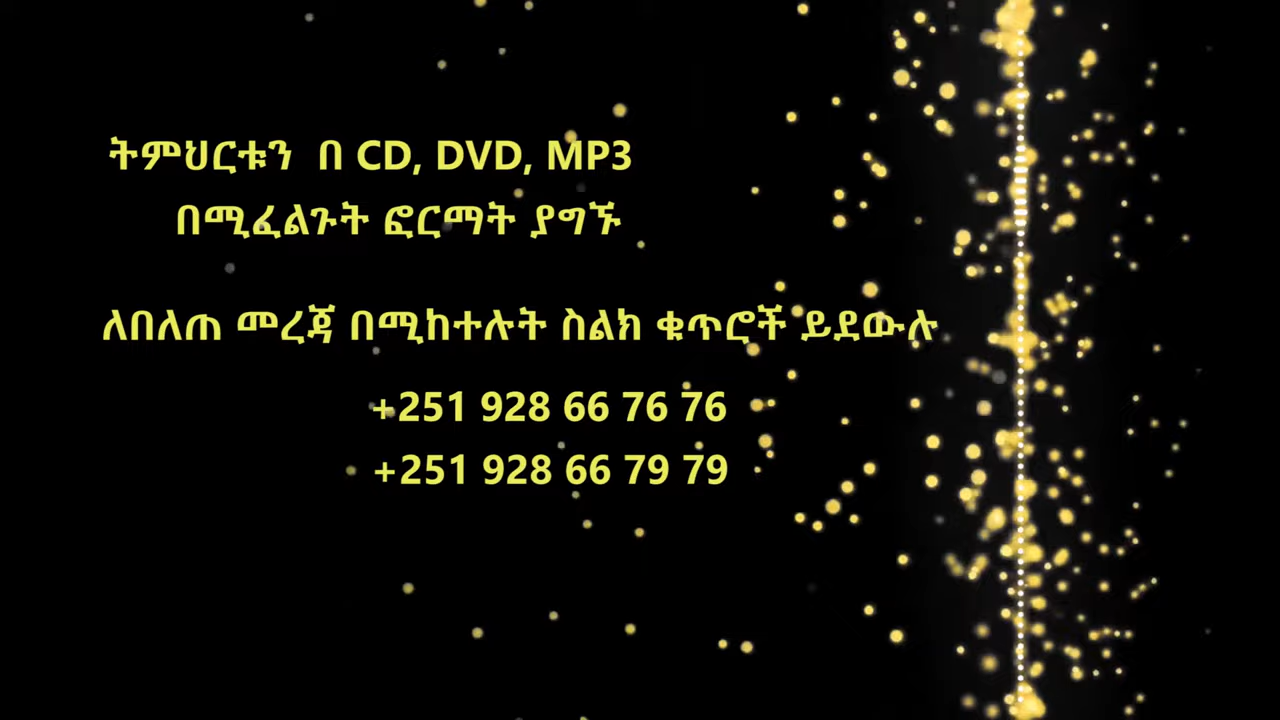 ትምህርቱን በ CD, DVD, MP3
በሚፈልጉት ፎርማት ያግኙ
ለበለጠ መረጃ በሚከተሉት ስልክ ቁጥሮች ይደውሉ
+251 928 66 76 76
+251 928 66 79 79